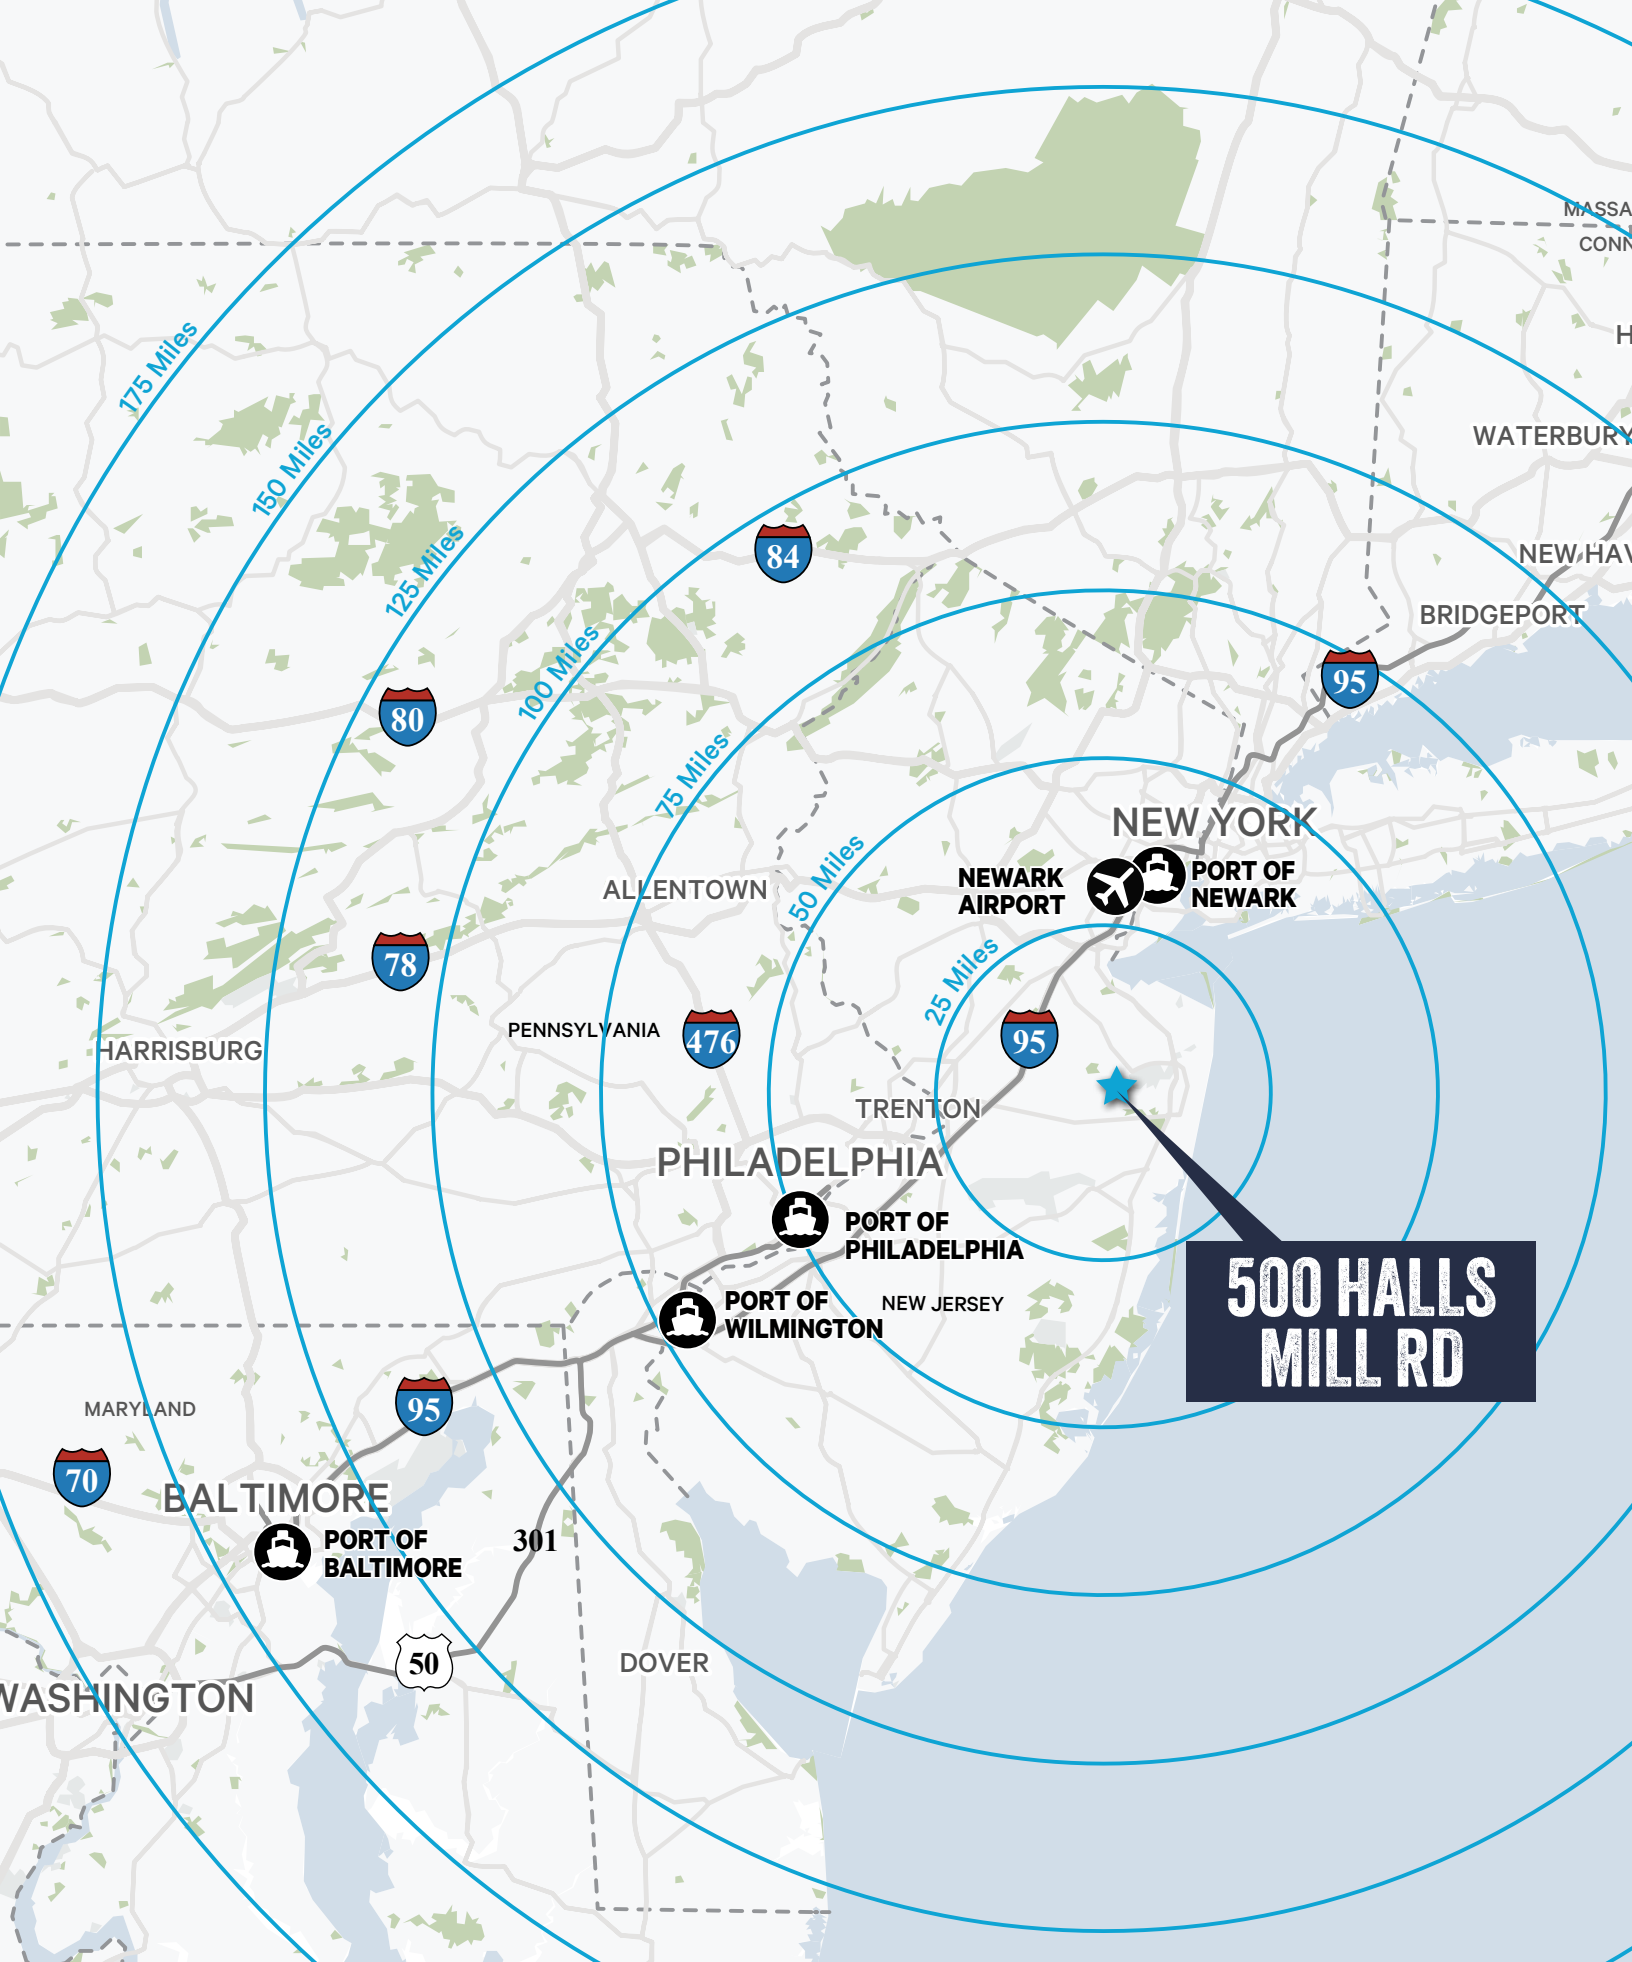 MASSA
CONN
H
175 Miles
150 Miles
WATERBURY
125 Miles
84
NEW HAV
BRIDGEPORT
100 Miles
95
80
75 Miles
NEW YORK
50 Miles
NEWARK
AIRPORT
PORT OF
NEWARK
ALLENTOWN
78
25 Miles
PENNSYLVANIA
476
95
HARRISBURG
TRENTON
PHILADELPHIA
PORT OF
PHILADELPHIA
500 HALLS
MILL RD
PORT OF
WILMINGTON
NEW JERSEY
MARYLAND
95
70
BALTIMORE
PORT OF
BALTIMORE
301
50
DOVER
WASHINGTON